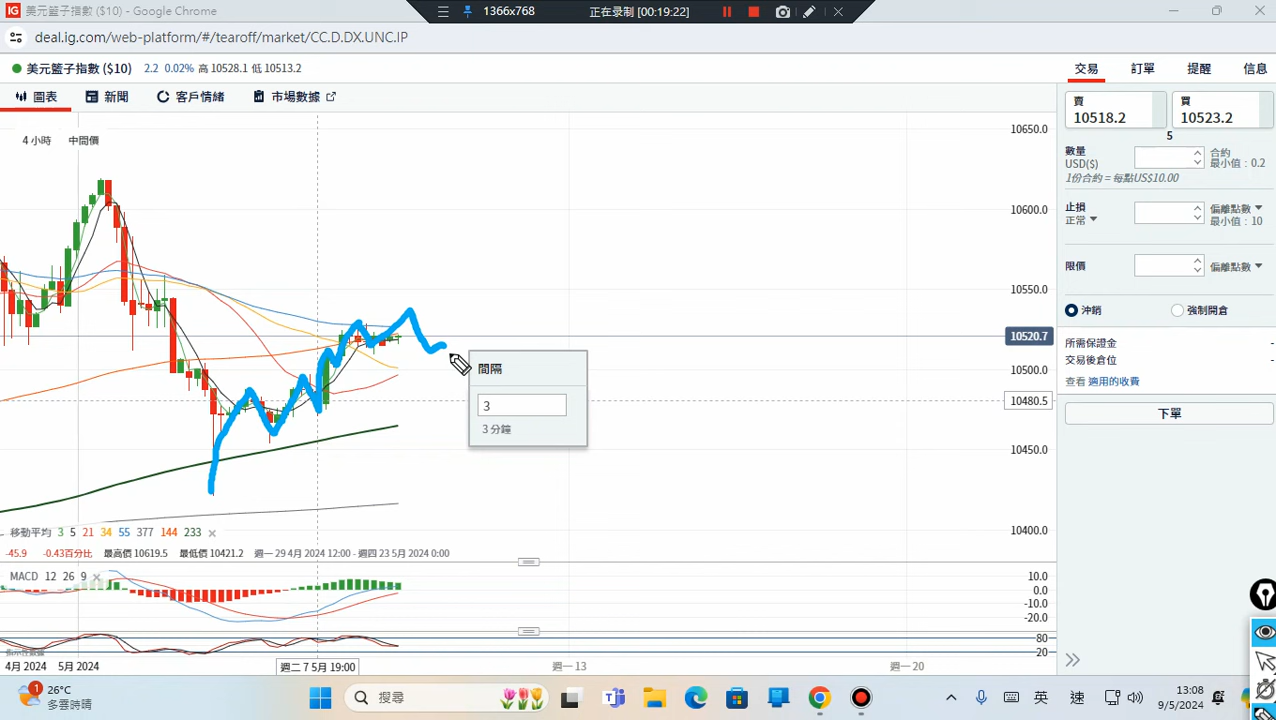 IG 美元籃子指數 ($10) - Google Chrome
1366x768 正在录制 [00:19:22]
deal.ig.com/web-platform/#/tearoff/market/CC.D.DX.UNC.IP
美元籃子指數 ($10) 2.2 0.02% 高 10528.1 低 10513.2
交易 訂單 提醒 信息
圖表 新聞 客戶情緒 市場數據
賣 買
10518.2 10523.2
5
4 小時 中間價
數量 合約
USD($) 最小值 : 0.2
1份合約 = 每點US$10.00
止損 偏離點數
正常 最小值 : 10
限價 偏離點數
沖銷 強制開倉
所需保證金 -
交易後倉位 -
查看 適用的收費
下單
10650.0
10600.0
10550.0
10520.7
10500.0
10480.5
10450.0
10400.0
間隔
3
3 分鐘
移動平均 3 5 21 34 55 377 144 233
-45.9 -0.43百分比 最高價 10619.5 最低價 10421.2 週一 29 4月 2024 12:00 - 週四 23 5月 2024 0:00
MACD 12 26 9
10.0
0.0
-10.0
-20.0
80
20
4月 2024 5月 2024 週二 7 5月 19:00 週一 13 週一 20
1 26°C
多雲時晴
搜尋
英 速
13:08
9/5/2024